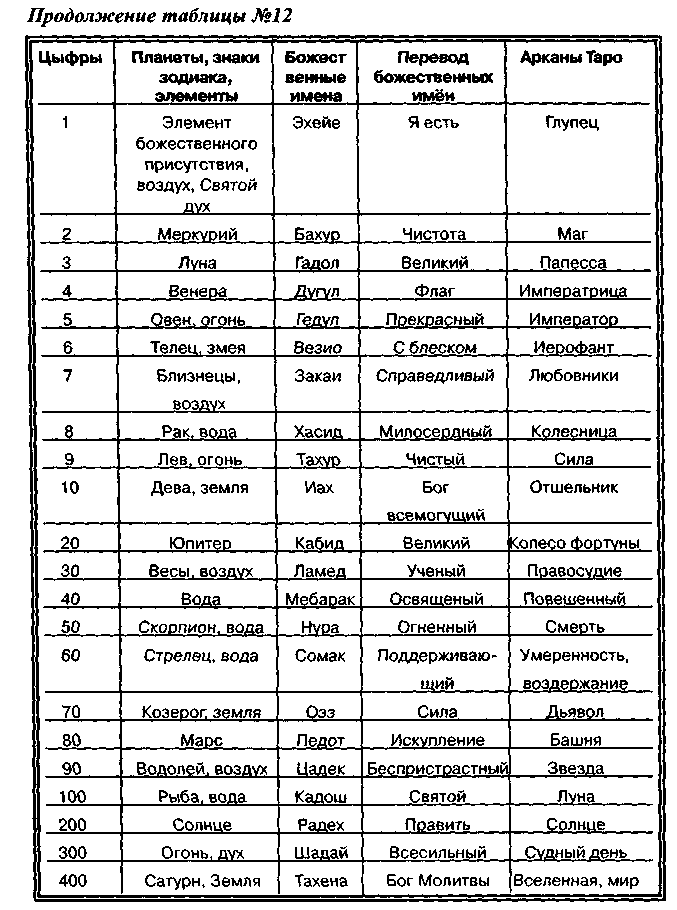 Продолжение таблицы №12
Цыфры Планеты, знаки Божест Перевод Арканы Таро
зодиака, венные божественных
элементы имена имён
1 Элемент Эхейе Я есть Глупец
божественного
присутствия,
воздух, Святой
дух
2 Меркурий Бахур Чистота Маг
3 Луна Гадол Великий Папесса
4 Венера Дугул Флаг Императрица
5 Овен, огонь Гедул Прекрасный Император
6 Телец, змея Везио С блеском Иерофант
7 Близнецы, Закаи Справедливый Любовники
воздух
8 Рак, вода Хасид Милосердный Колесница
9 Лев, огонь Тахур Чистый Сила
10 Дева, земля Иах Бог Отшельник
всемогущий
20 Юпитер Кабид Великий Колесо фортуны
30 Весы, воздух Ламед Ученый Правосудие
40 Вода Мебарак Освященый Повешенный
50 Скорпион, вода Нура Огненный Смерть
60 Стрелец, вода Сомак Поддерживаю- Умеренность,
щий воздержание
70 Козерог, земля Озз Сила Дьявол
80 Марс Педот Искупление Башня
90 Водолей, воздух Цадек Беспристрастный Звезда
100 Рыба, вода Кадош Святой Луна
200 Солнце Радех Править Солнце
300 Огонь, дух Шадай Всесильный Судный день
400 Сатурн, Земля Тахена Бог Молитвы Вселенная, мир